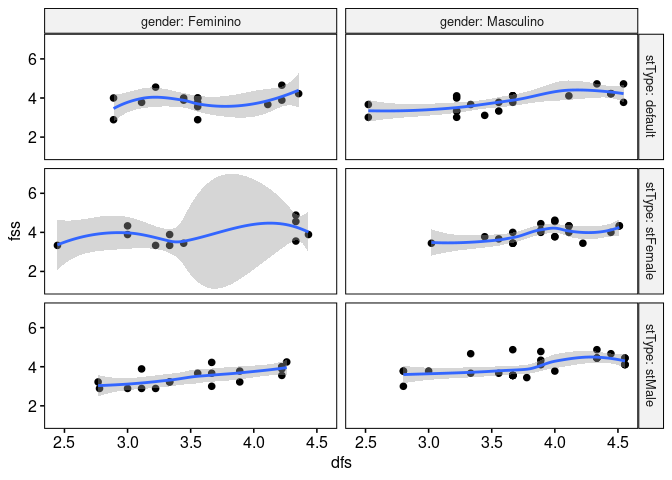 gender: Feminino
gender: Masculino
6
4
2
stType: default
fss
6
4
2
stType: stFemale
6
4
2
stType: stMale
2.5 3.0 3.5 4.0 4.5
2.5 3.0 3.5 4.0 4.5
dfs